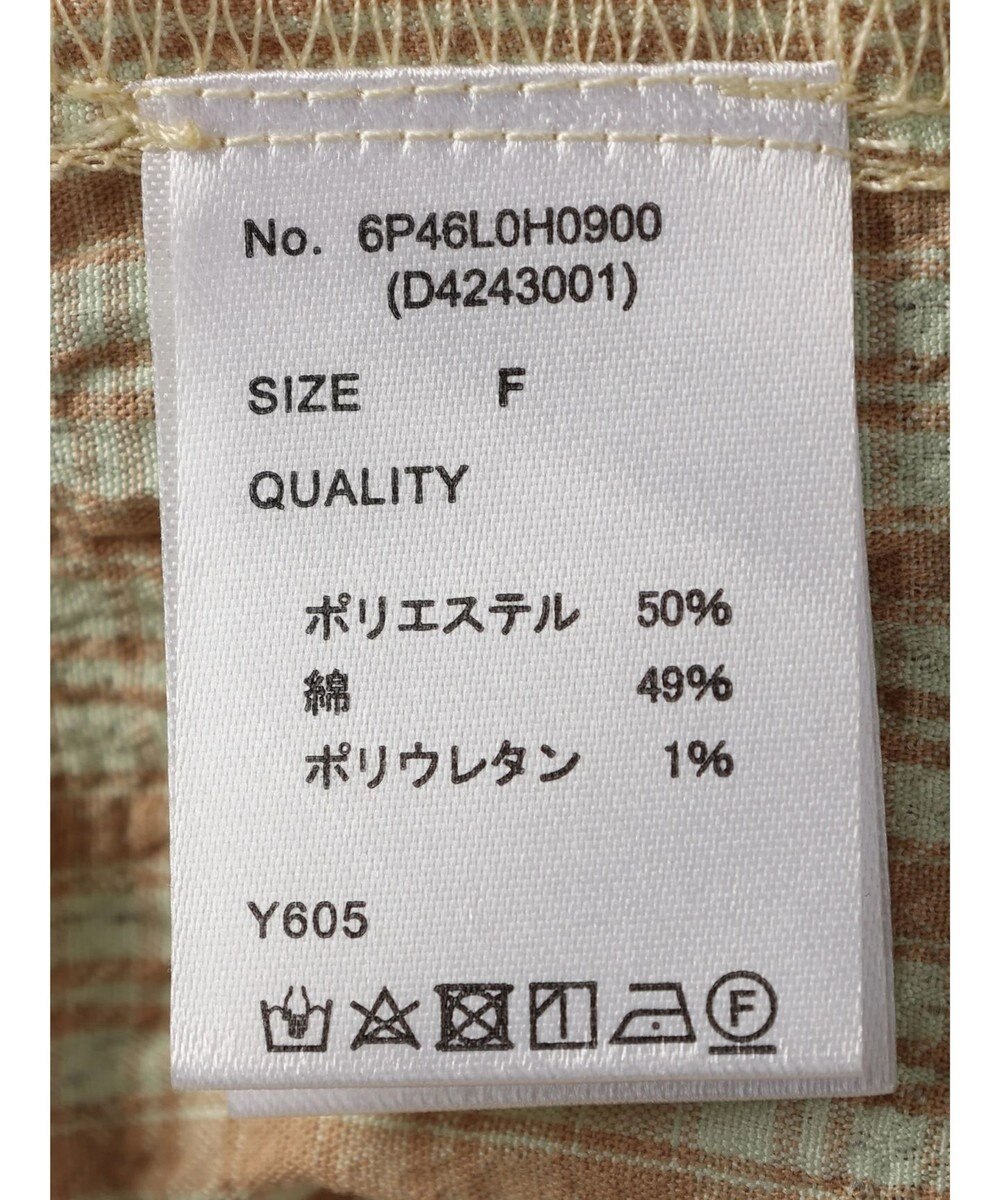 No. 6P46L0H0900
(D4243001)
SIZE F
QUALITY
ポリエステル 50%
綿 49%
ポリウレタン 1%
Y605
F